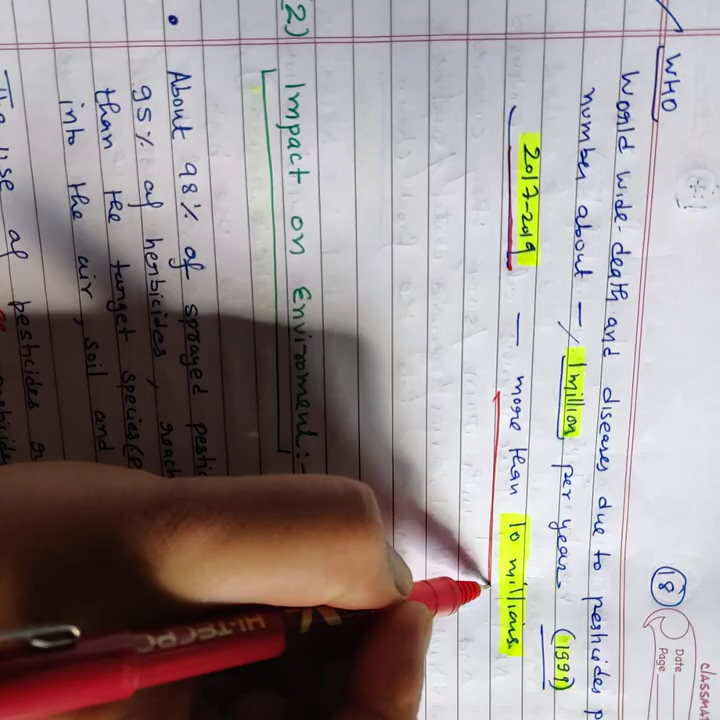 CLASSMA
Date
Page
18
WHO
World wide-death and diseases due to pesticides p
number about - 1 million per year. (1999)
2017-2019 - more than 10 millions.
2) Impact on Enviroment:-
• About 98% of sprayed pestic
95% of herbicides, reach
than the target species (e
into the air, soil and
The use of pesticides
HI-TECPC